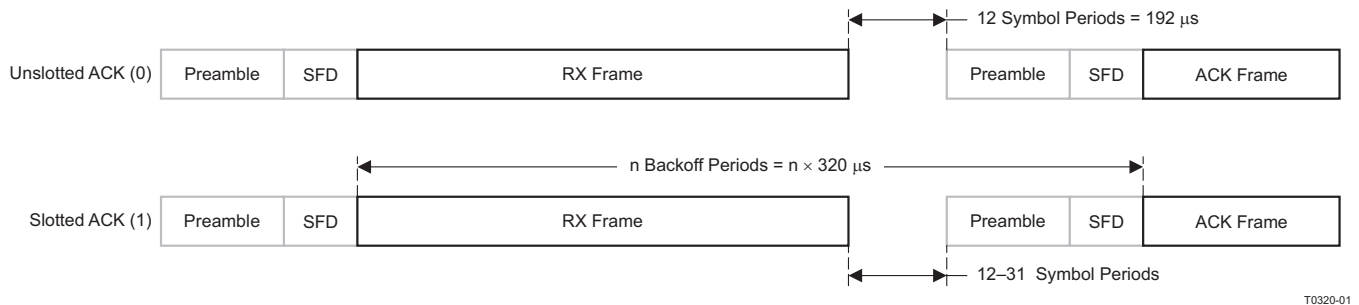 12 Symbol Periods = 192 μs
Unslotted ACK (0) Preamble SFD RX Frame Preamble SFD ACK Frame
n Backoff Periods = n × 320 μs
Slotted ACK (1) Preamble SFD RX Frame Preamble SFD ACK Frame
12–31 Symbol Periods
T0320-01